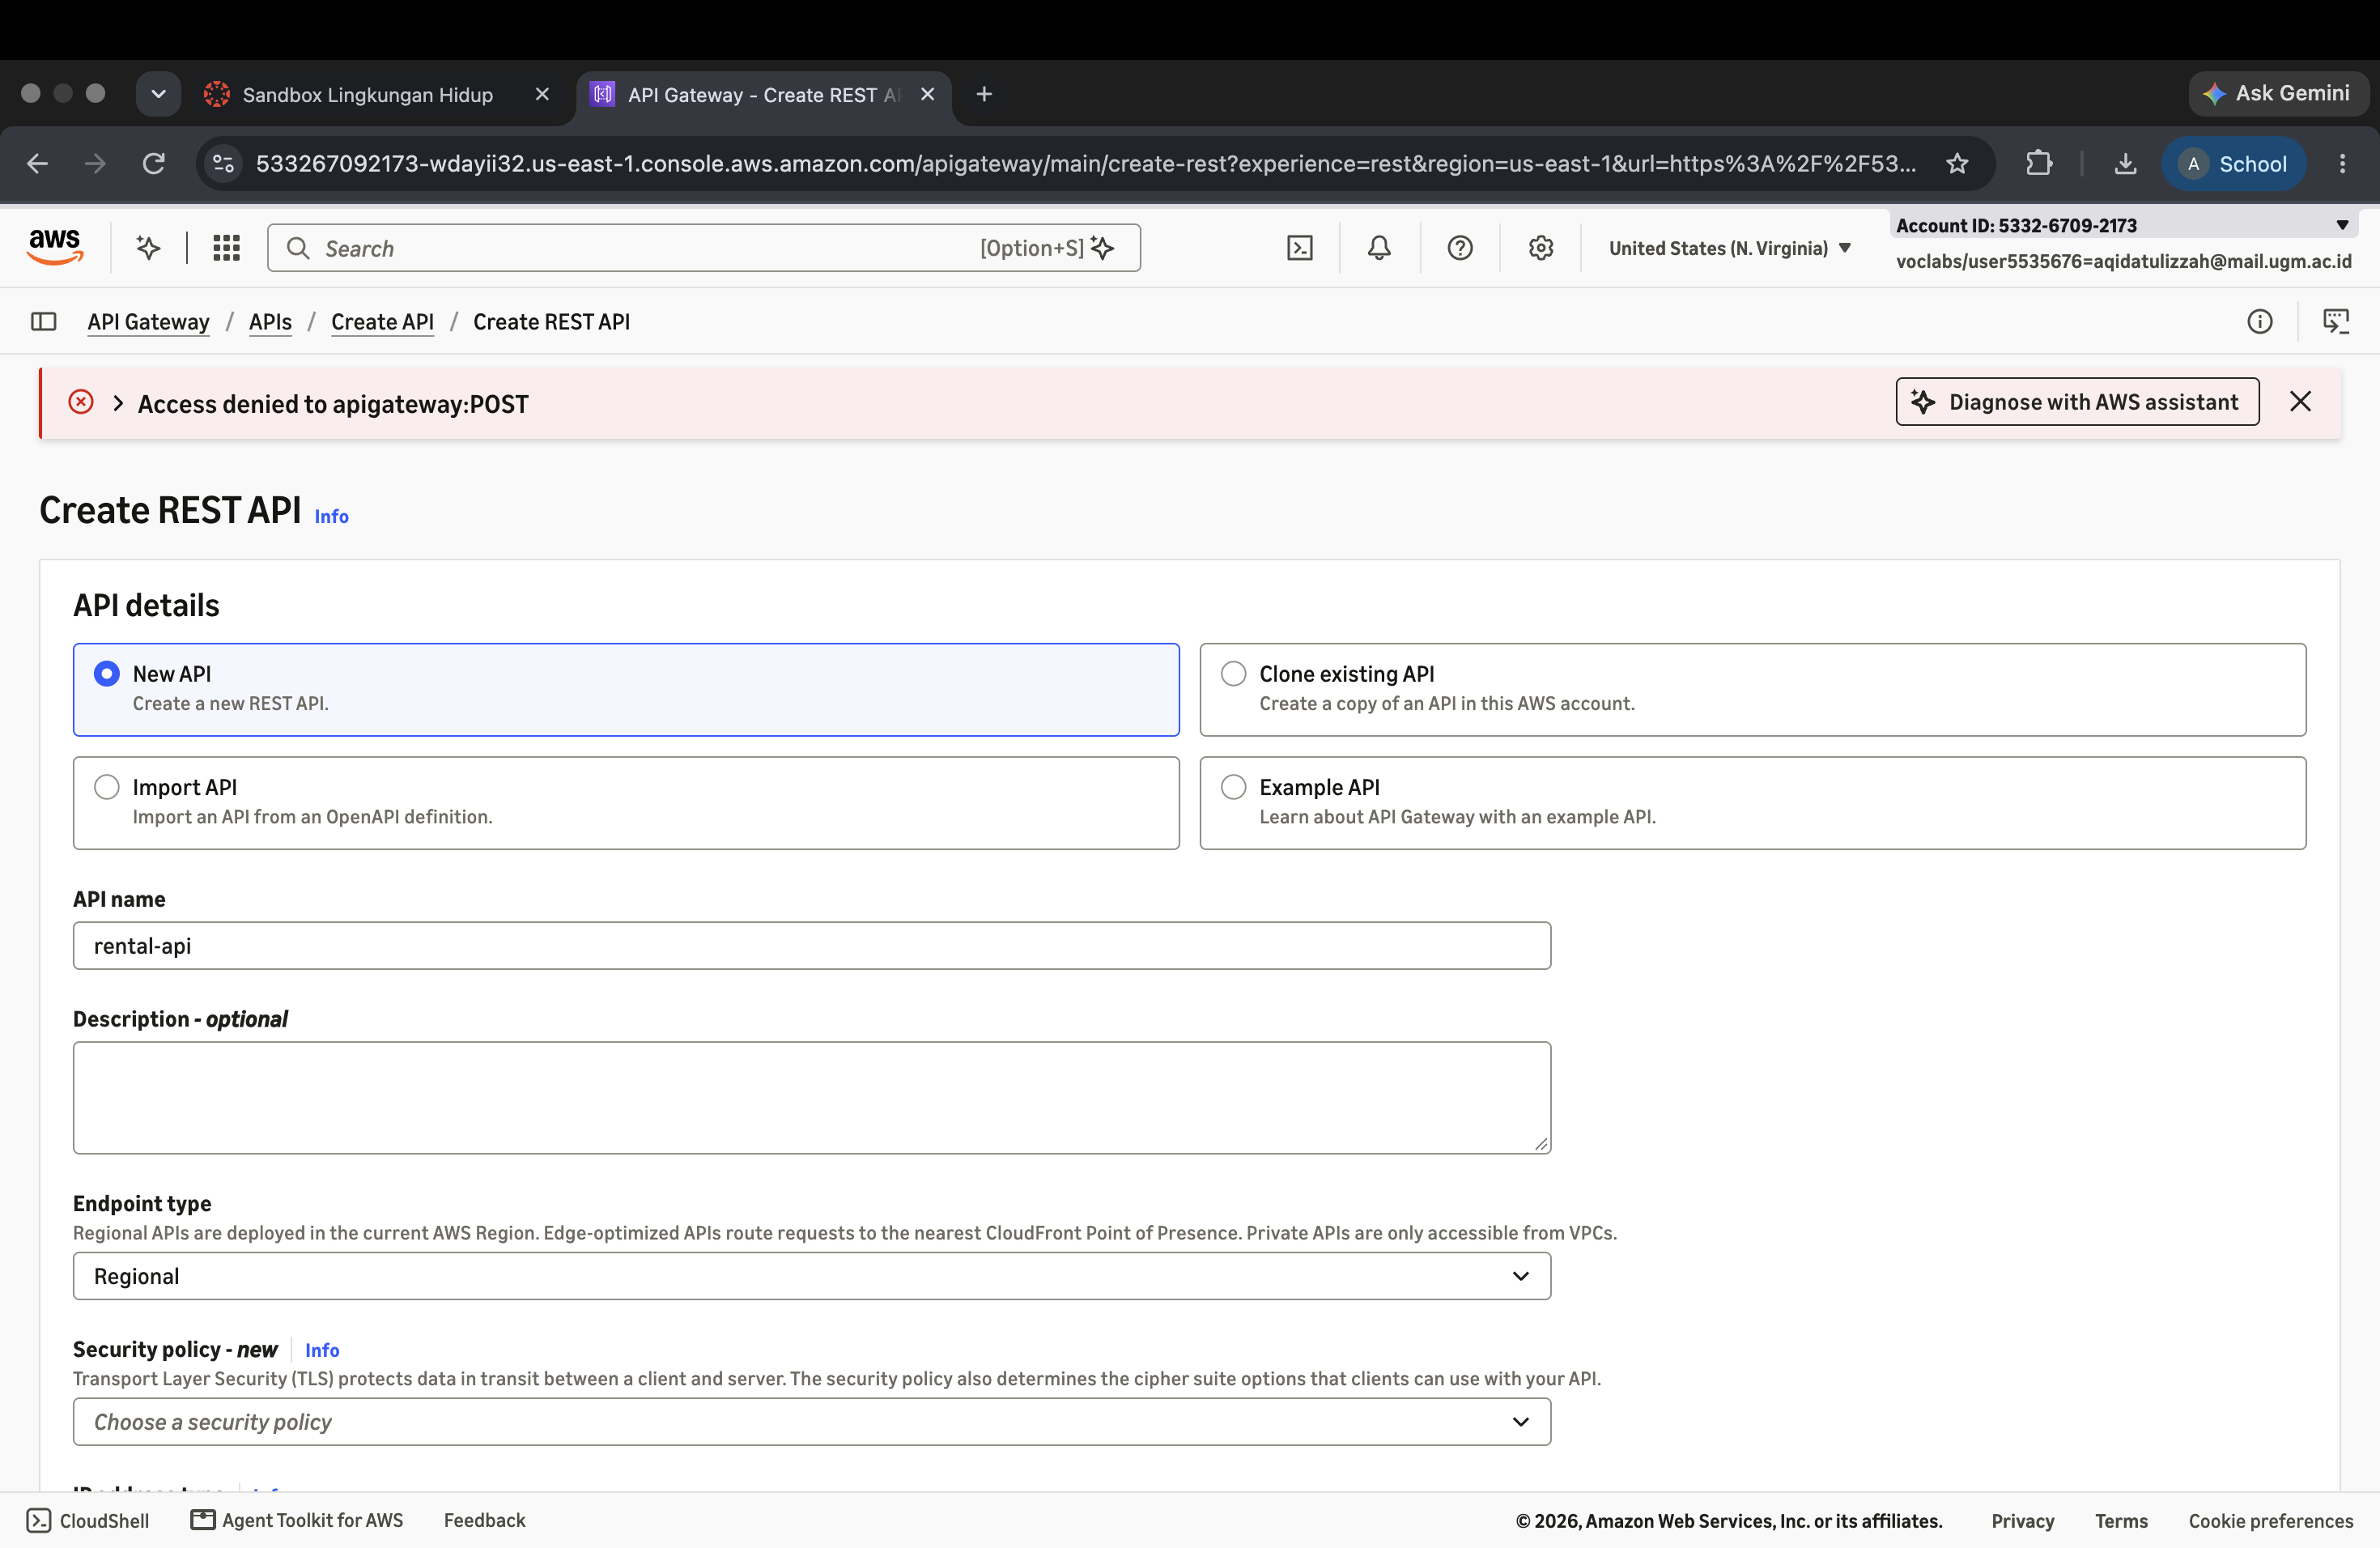 Sandbox Lingkungan Hidup
API Gateway - Create REST A
Ask Gemini
533267092173-wdayii32.us-east-1.console.aws.amazon.com/apigateway/main/create-rest?experience=rest&region=us-east-1&url=https%3A%2F%2F53...
A School
aws
Search [Option+S]
United States (N. Virginia)
Account ID: 5332-6709-2173
voclabs/user5535676=aqidatulizzah@mail.ugm.ac.id
API Gateway / APIs / Create API / Create REST API
Access denied to apigateway:POST
Diagnose with AWS assistant
Create REST API Info
API details
New API
Create a new REST API.
Clone existing API
Create a copy of an API in this AWS account.
Import API
Import an API from an OpenAPI definition.
Example API
Learn about API Gateway with an example API.
API name
rental-api
Description - optional
Endpoint type
Regional APIs are deployed in the current AWS Region. Edge-optimized APIs route requests to the nearest CloudFront Point of Presence. Private APIs are only accessible from VPCs.
Regional
Security policy - new Info
Transport Layer Security (TLS) protects data in transit between a client and server. The security policy also determines the cipher suite options that clients can use with your API.
Choose a security policy
CloudShell
Agent Toolkit for AWS
Feedback
© 2026, Amazon Web Services, Inc. or its affiliates.
Privacy
Terms
Cookie preferences